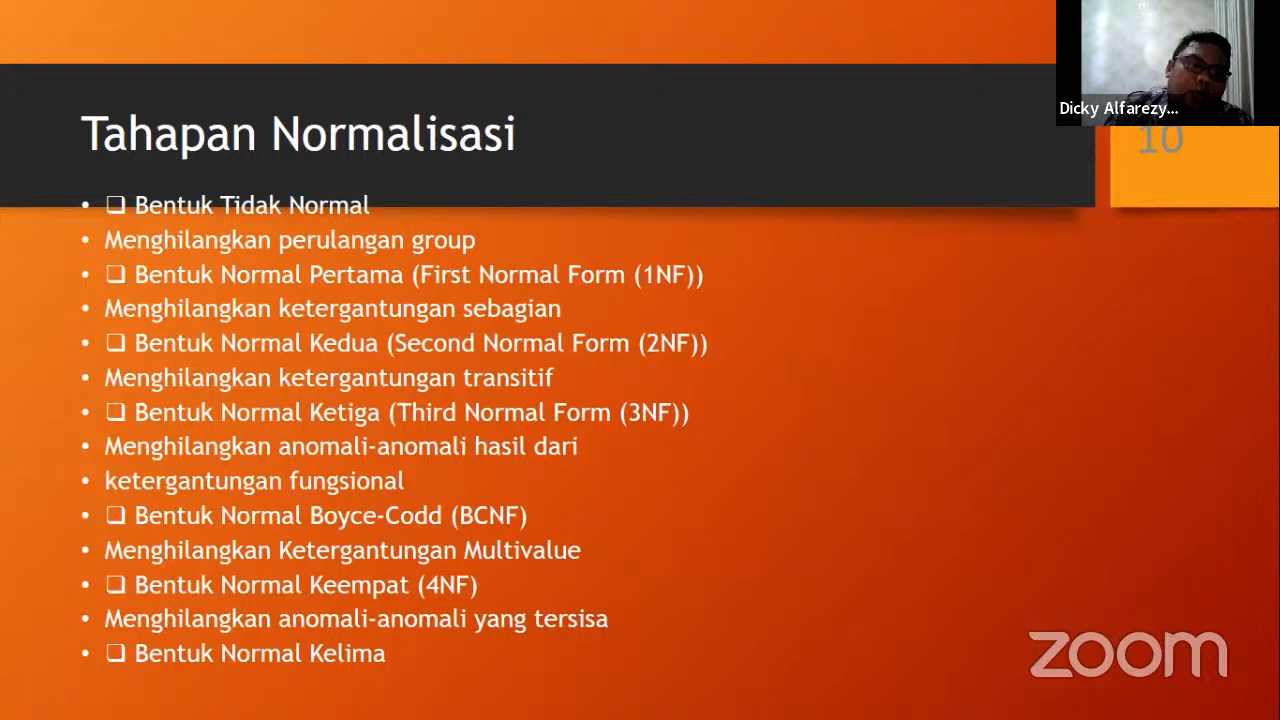 Dicky Alfarezy...
Tahapan Normalisasi
10
• ❑ Bentuk Tidak Normal
• Menghilangkan perulangan group
• ❑ Bentuk Normal Pertama (First Normal Form (1NF))
• Menghilangkan ketergantungan sebagian
• ❑ Bentuk Normal Kedua (Second Normal Form (2NF))
• Menghilangkan ketergantungan transitif
• ❑ Bentuk Normal Ketiga (Third Normal Form (3NF))
• Menghilangkan anomali-anomali hasil dari
• ketergantungan fungsional
• ❑ Bentuk Normal Boyce-Codd (BCNF)
• Menghilangkan Ketergantungan Multivalue
• ❑ Bentuk Normal Keempat (4NF)
• Menghilangkan anomali-anomali yang tersisa
• ❑ Bentuk Normal Kelima
zoom